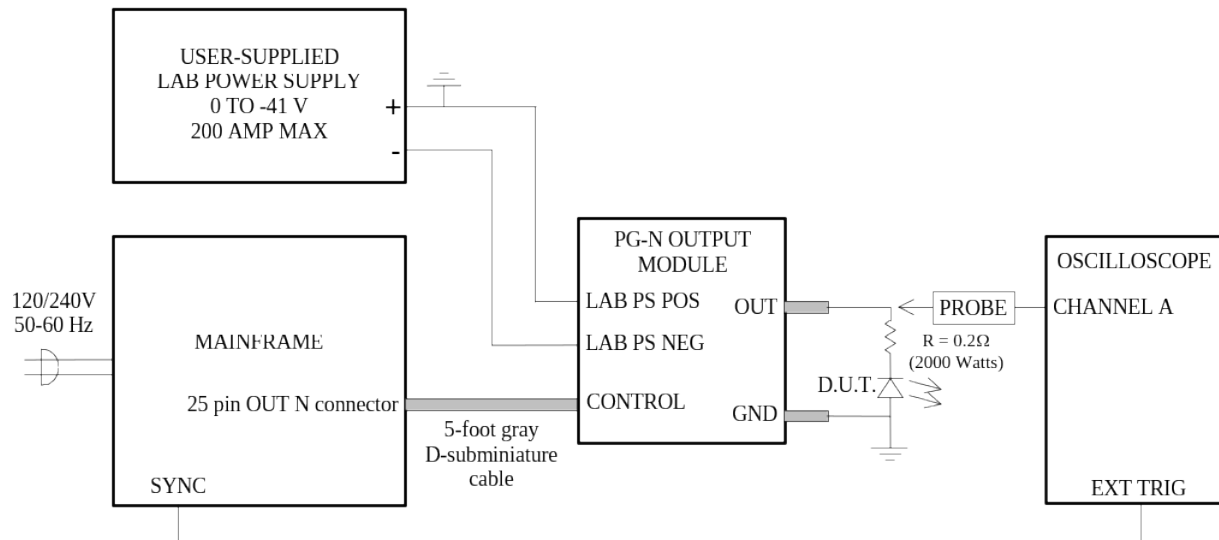 USER-SUPPLIED
LAB POWER SUPPLY
0 TO -41 V
200 AMP MAX
+
-
120/240V
50-60 Hz
MAINFRAME
25 pin OUT N connector
SYNC
5-foot gray
D-subminiature
cable
PG-N OUTPUT
MODULE
LAB PS POS
LAB PS NEG
CONTROL
OUT
GND
PROBE
R = 0.2Ω
(2000 Watts)
D.U.T.
OSCILLOSCOPE
CHANNEL A
EXT TRIG